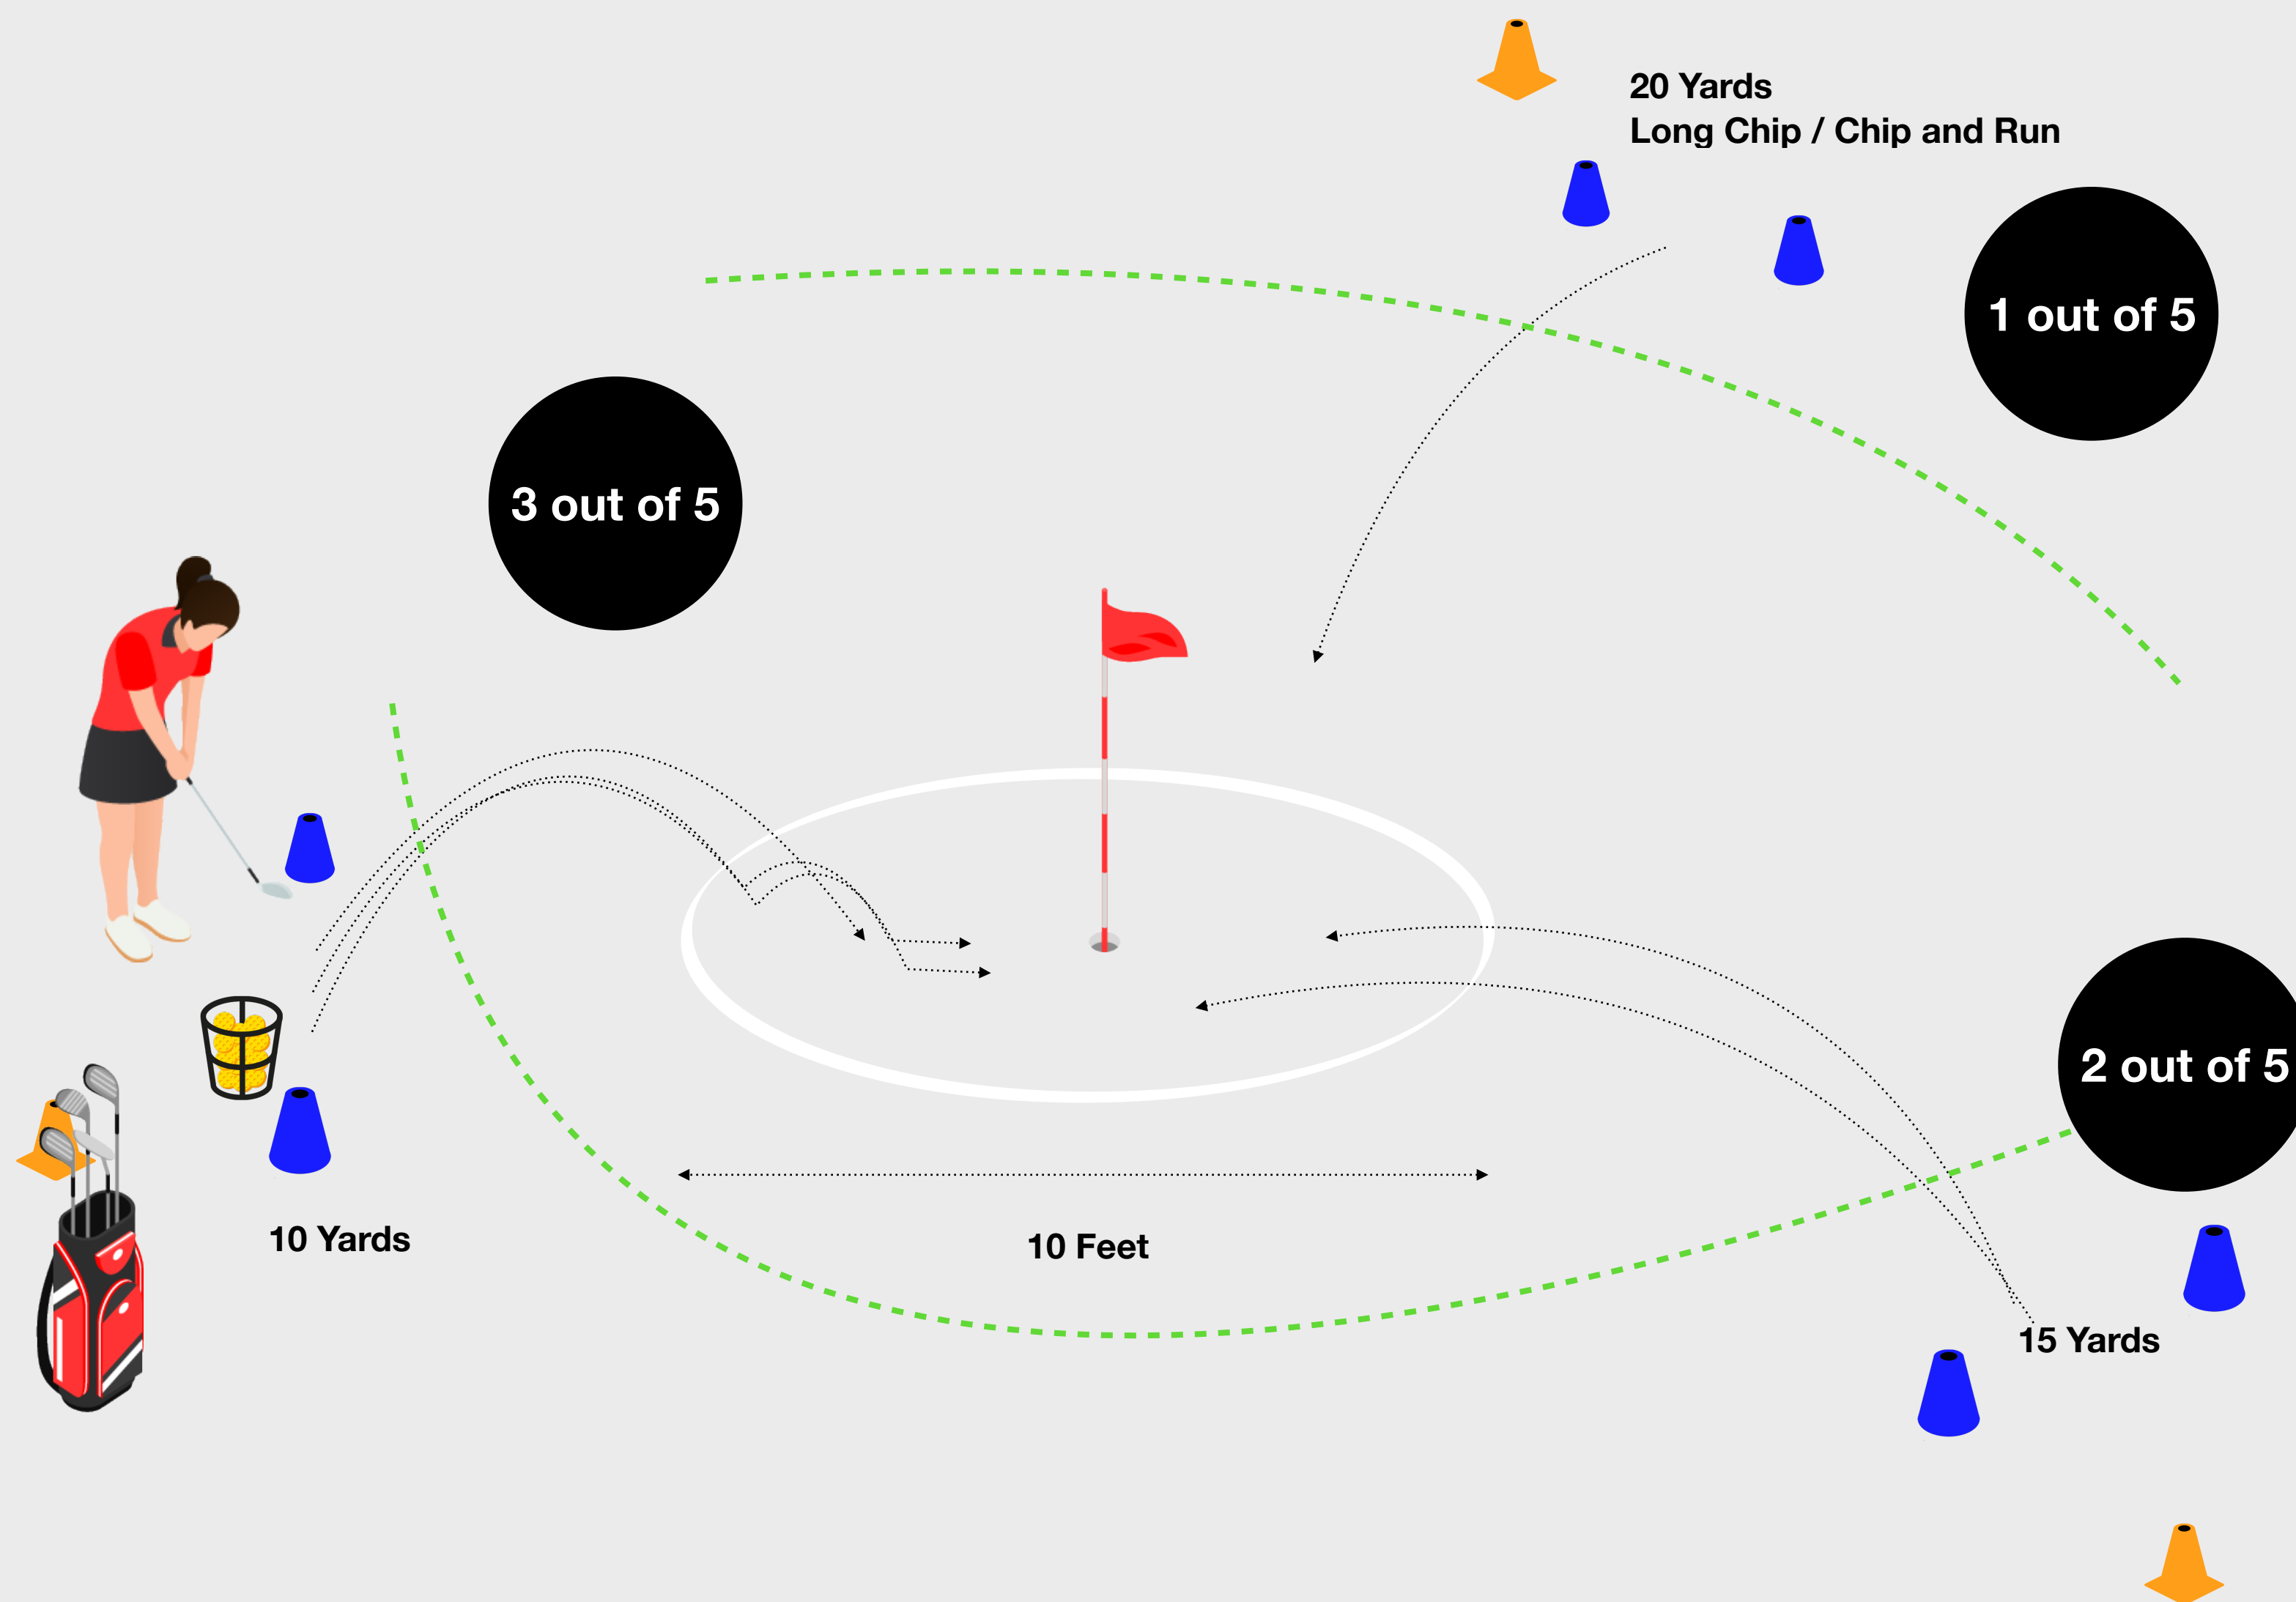 20 Yards
Long Chip / Chip and Run
1 out of 5
3 out of 5
2 out of 5
10 Yards
10 Feet
15 Yards